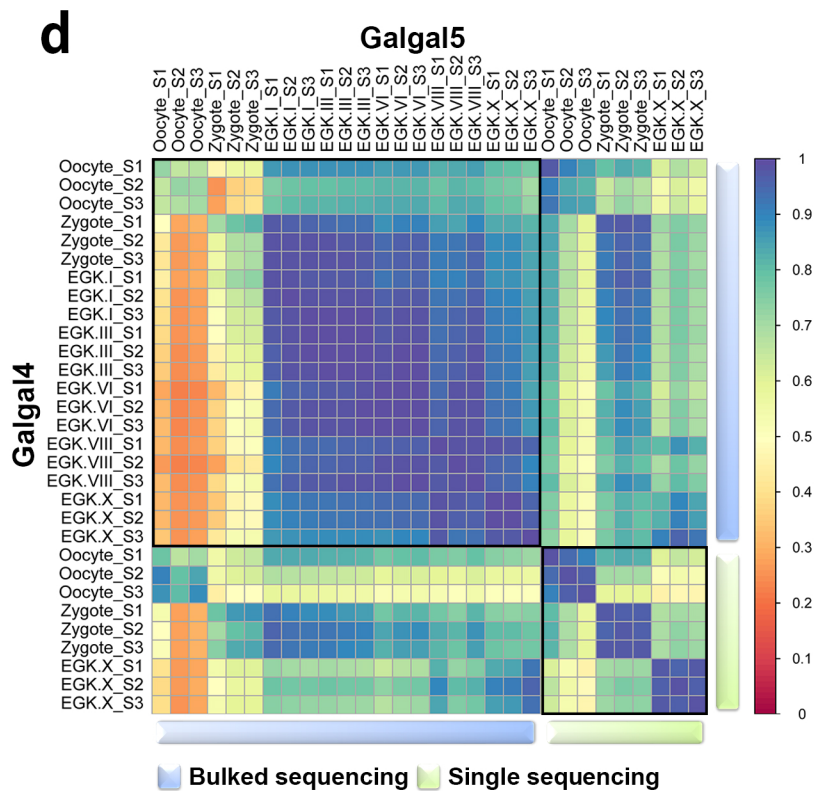 d
Galgal5
Oocyte_S1
Oocyte_S2
Oocyte_S3
Zygote_S1
Zygote_S2
Zygote_S3
EGK.I_S1
EGK.I_S2
EGK.I_S3
EGK.III_S1
EGK.III_S2
EGK.III_S3
EGK.VI_S1
EGK.VI_S2
EGK.VI_S3
EGK.VIII_S1
EGK.VIII_S2
EGK.VIII_S3
EGK.X_S1
EGK.X_S2
EGK.X_S3
Oocyte_S1
Oocyte_S2
Oocyte_S3
Zygote_S1
Zygote_S2
Zygote_S3
EGK.X_S1
EGK.X_S2
EGK.X_S3
Galgal4
Oocyte_S1
Oocyte_S2
Oocyte_S3
Zygote_S1
Zygote_S2
Zygote_S3
EGK.I_S1
EGK.I_S2
EGK.I_S3
EGK.III_S1
EGK.III_S2
EGK.III_S3
EGK.VI_S1
EGK.VI_S2
EGK.VI_S3
EGK.VIII_S1
EGK.VIII_S2
EGK.VIII_S3
EGK.X_S1
EGK.X_S2
EGK.X_S3
Oocyte_S1
Oocyte_S2
Oocyte_S3
Zygote_S1
Zygote_S2
Zygote_S3
EGK.X_S1
EGK.X_S2
EGK.X_S3
1
0.9
0.8
0.7
0.6
0.5
0.4
0.3
0.2
0.1
0
Bulked sequencing
Single sequencing